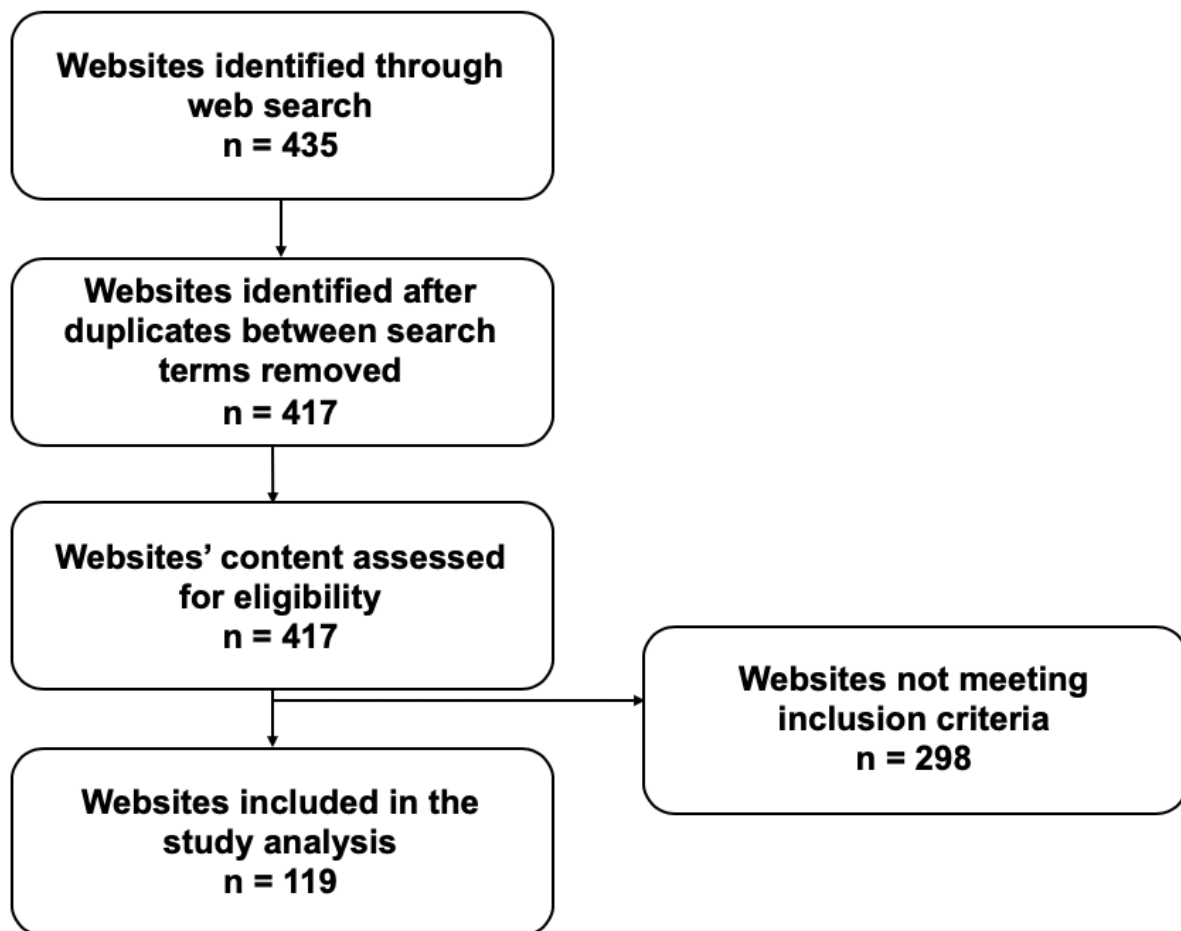 Websites identified through
web search
n = 435
Websites identified after
duplicates between search
terms removed
n = 417
Websites’ content assessed
for eligibility
n = 417
Websites not meeting
inclusion criteria
n = 298
Websites included in the
study analysis
n = 119